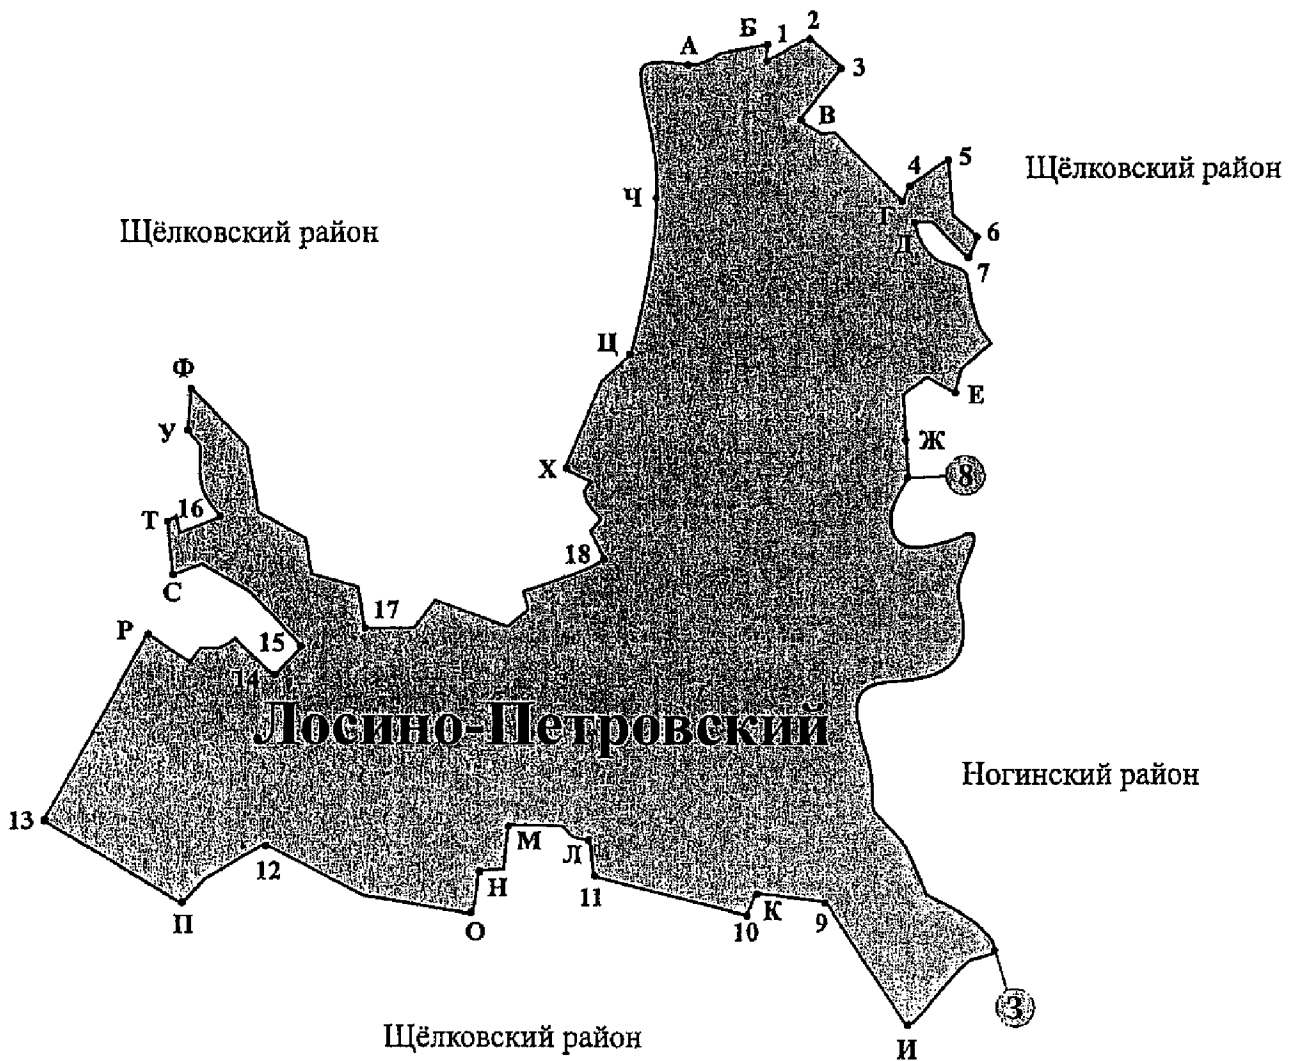 2
Б
1
А
3
В
4
5
Щёлковский район
Ч
Г
Щёлковский район
6
Д
7
Ц
Ф
Е
У
Ж
Х
8
16
Т
18
С
17
Р
15
14
Лосино-Петровский
Ногинский район
13
М
Л
12
Н
11
К
9
П
О
10
З
Щёлковский район
И